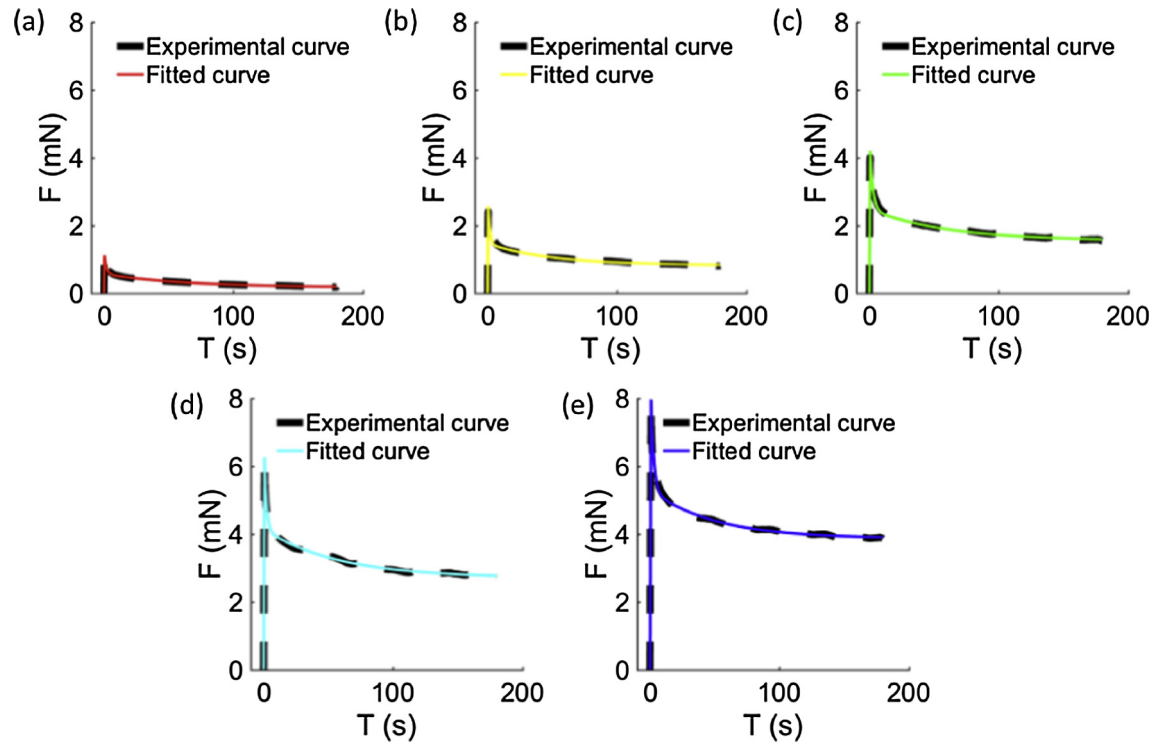 (a)
8
6
4
2
0
F (mN)
Experimental curve
Fitted curve
0 100 200
T (s)
(b)
8
6
4
2
0
F (mN)
Experimental curve
Fitted curve
0 100 200
T (s)
(c)
8
6
4
2
0
F (mN)
Experimental curve
Fitted curve
0 100 200
T (s)
(d)
8
6
4
2
0
F (mN)
Experimental curve
Fitted curve
0 100 200
T (s)
(e)
8
6
4
2
0
F (mN)
Experimental curve
Fitted curve
0 100 200
T (s)